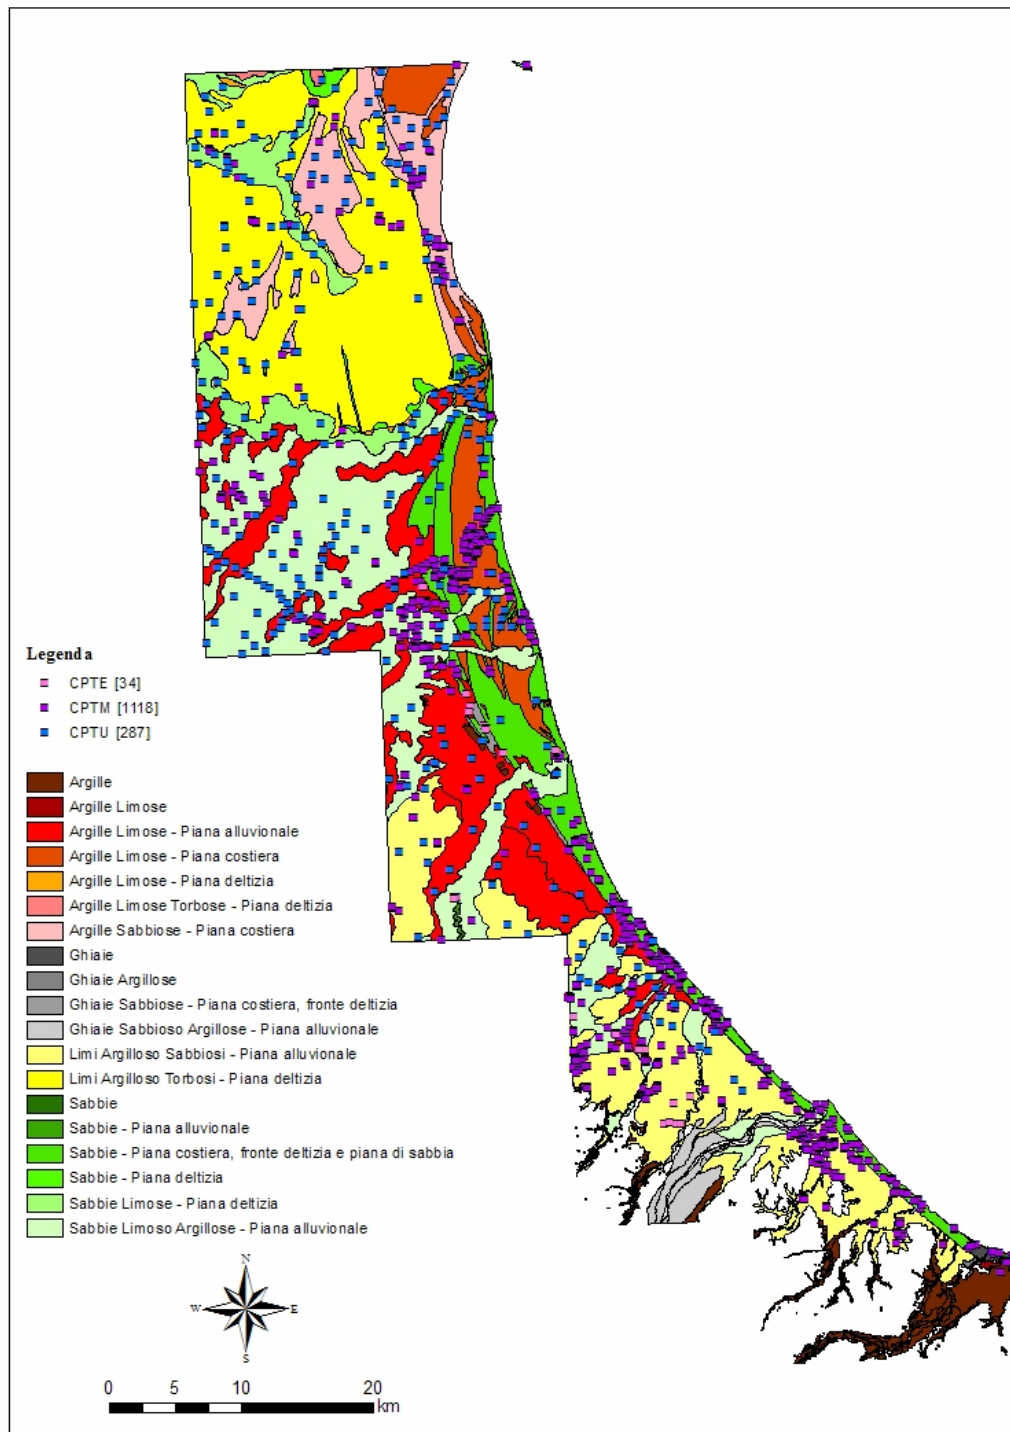 Legenda
CPTE [34]
CPTM [1118]
CPTU [287]
Argille
Argille Limose
Argille Limose - Piana alluvionale
Argille Limose - Piana costiera
Argille Limose - Piana deltizia
Argille Limose Torbose - Piana deltizia
Argille Sabbiose - Piana costiera
Ghiaie
Ghiaie Argillose
Ghiaie Sabbiose - Piana costiera, fronte deltizia
Ghiaie Sabbioso Argillose - Piana alluvionale
Limi Argilloso Sabbiosi - Piana alluvionale
Limi Argilloso Torbosi - Piana deltizia
Sabbie
Sabbie - Piana alluvionale
Sabbie - Piana costiera, fronte deltizia e piana di sabbia
Sabbie - Piana deltizia
Sabbie Limose - Piana deltizia
Sabbie Limoso Argillose - Piana alluvionale
N
W E
S
0 5 10 20
km